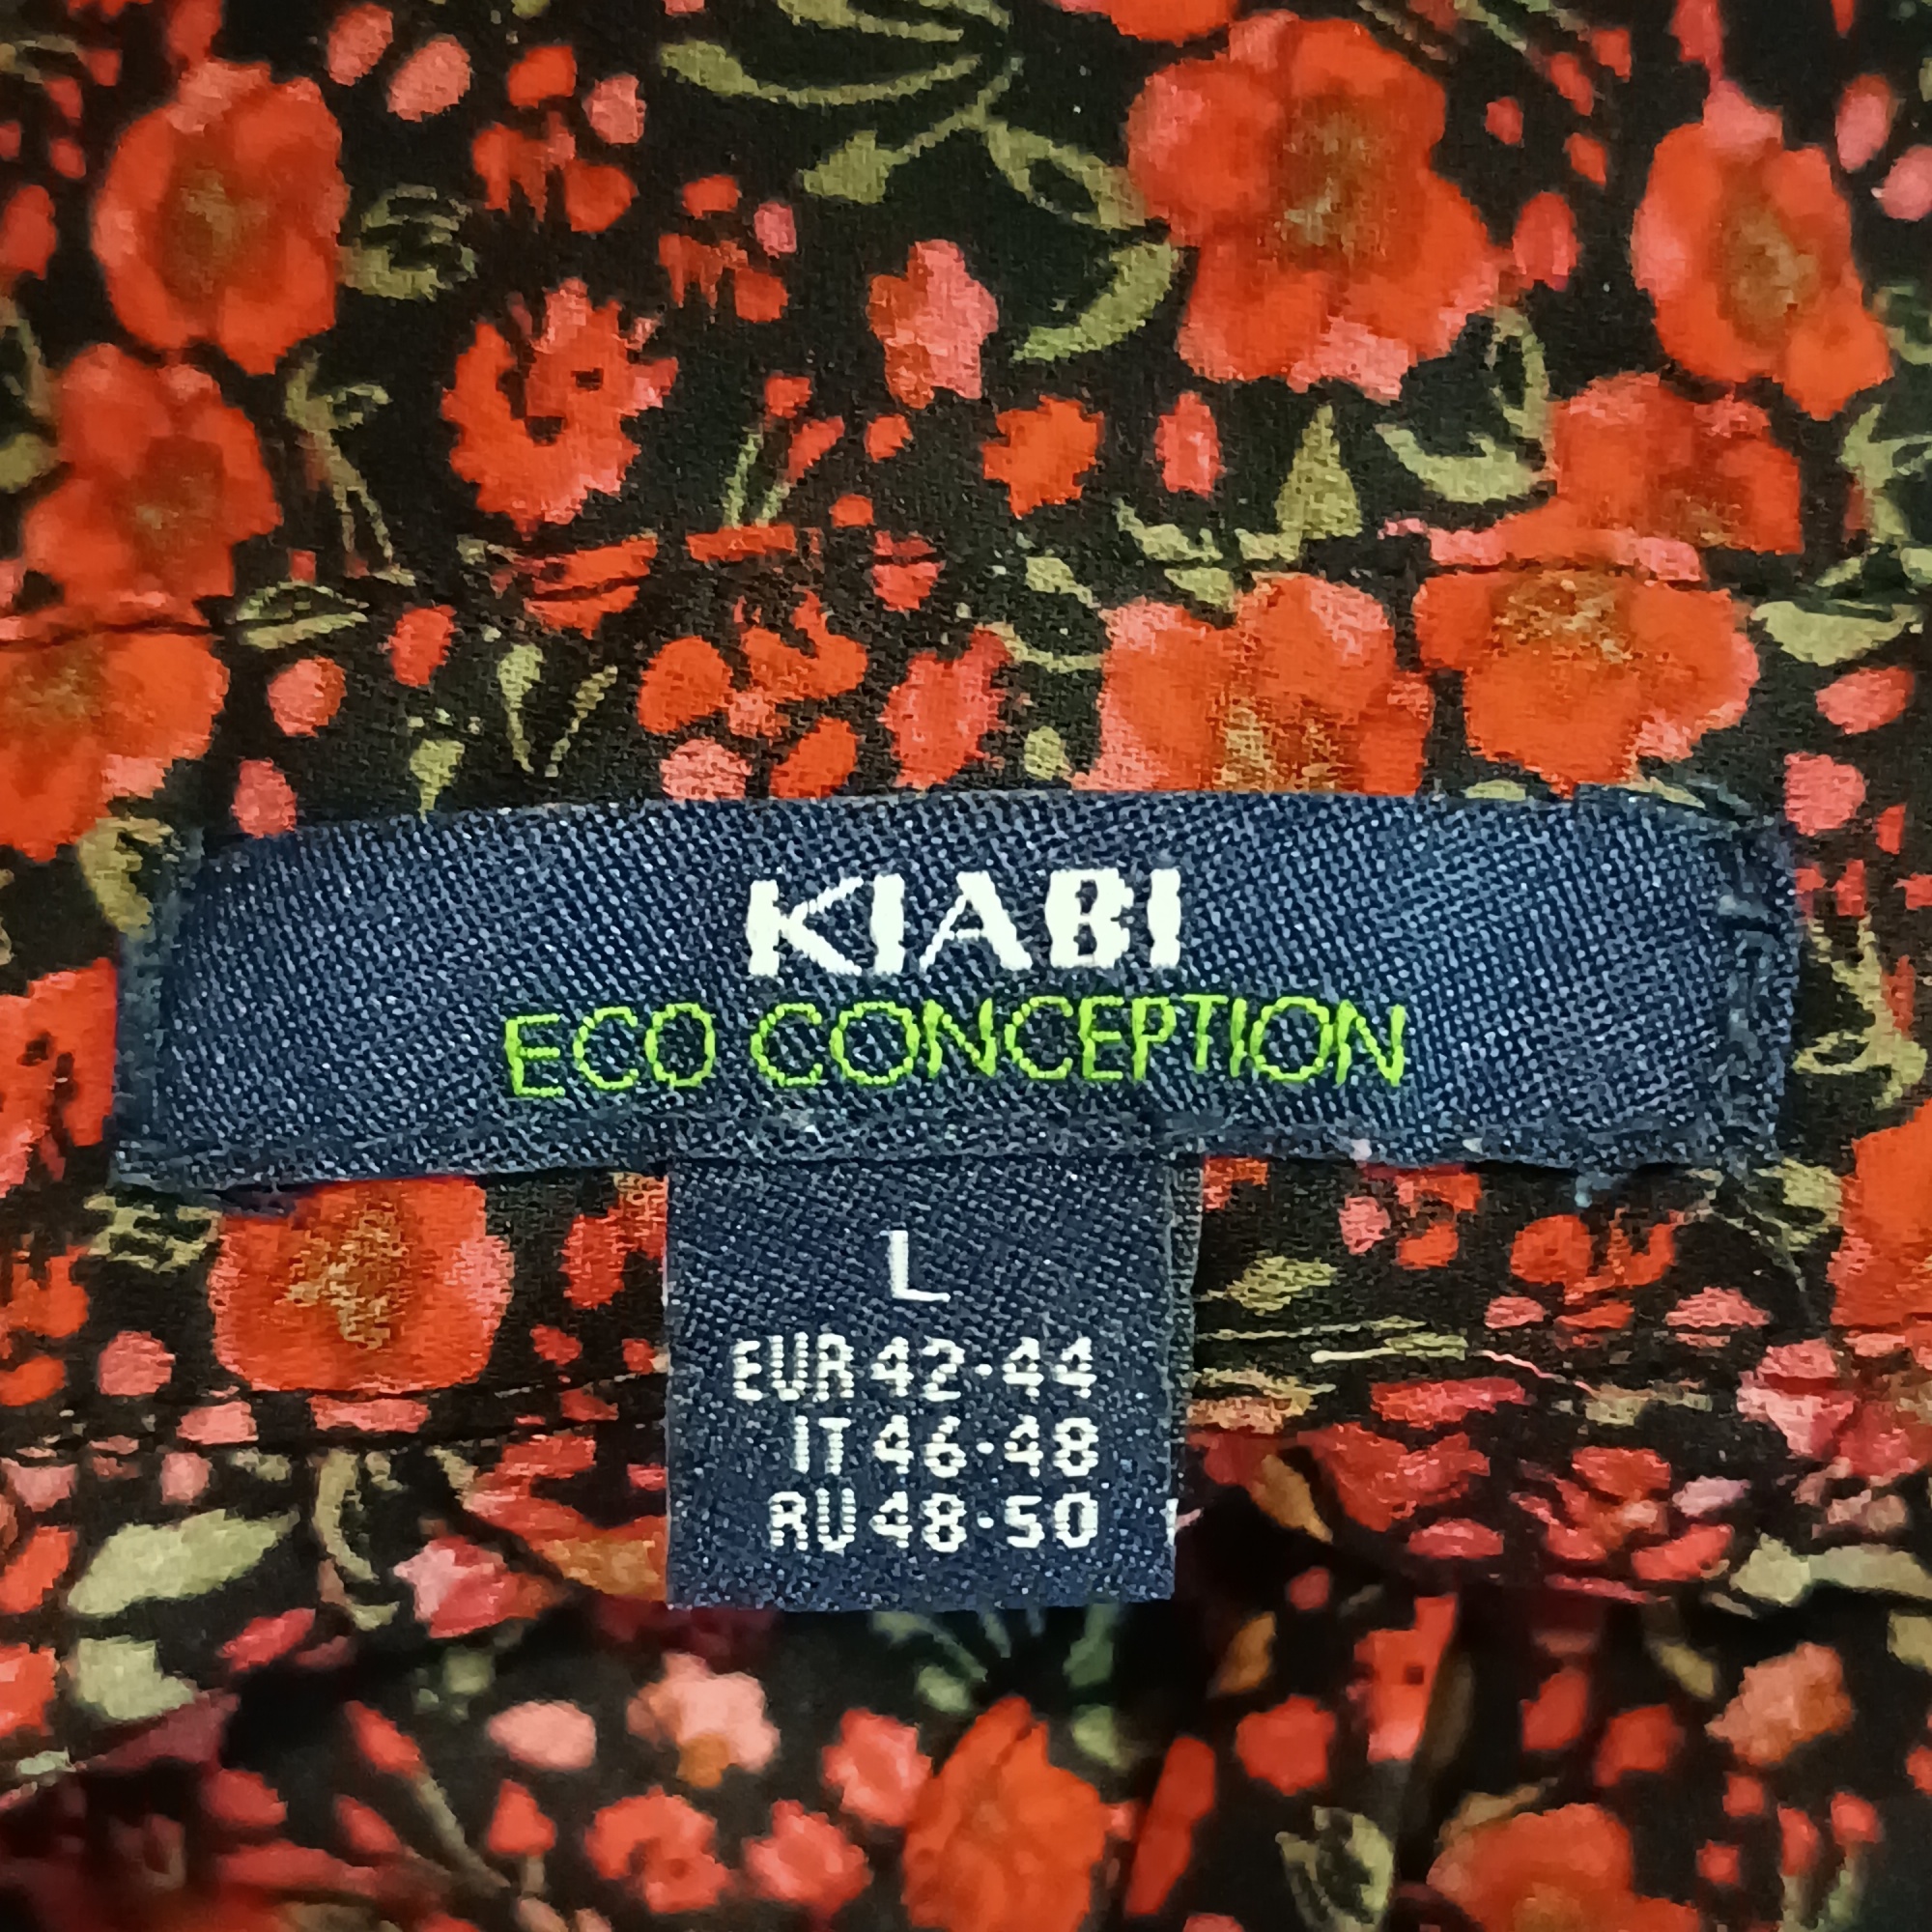 KIABI
ECO CONCEPTION
L
EUR 42-44
IT 46-48
RU 48-50